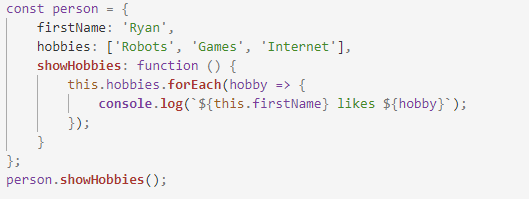 const person = {
    firstName: 'Ryan',
    hobbies: ['Robots', 'Games', 'Internet'],
    showHobbies: function () {
        this.hobbies.forEach(hobby => {
            console.log(`${this.firstName} likes ${hobby}`);
        });
    }
};
person.showHobbies();